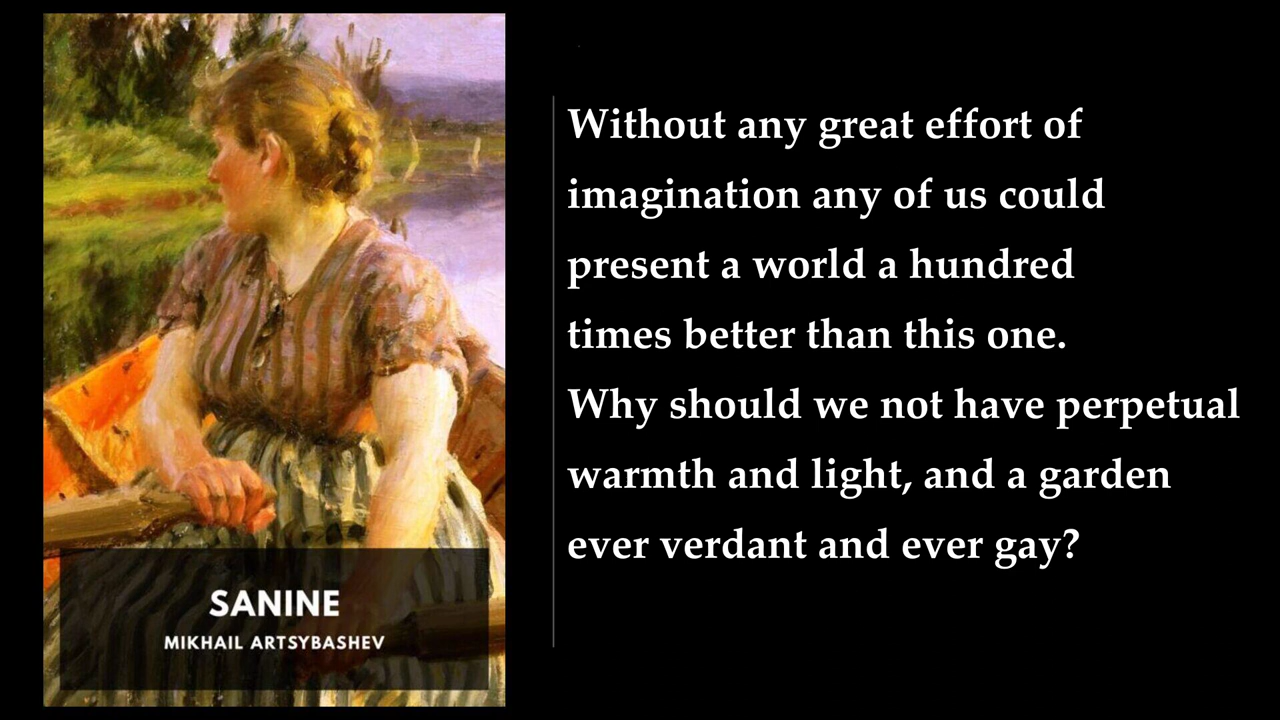 SANINE
MIKHAIL ARTSYBASHEV
Without any great effort of
imagination any of us could
present a world a hundred
times better than this one.
Why should we not have perpetual
warmth and light, and a garden
ever verdant and ever gay?